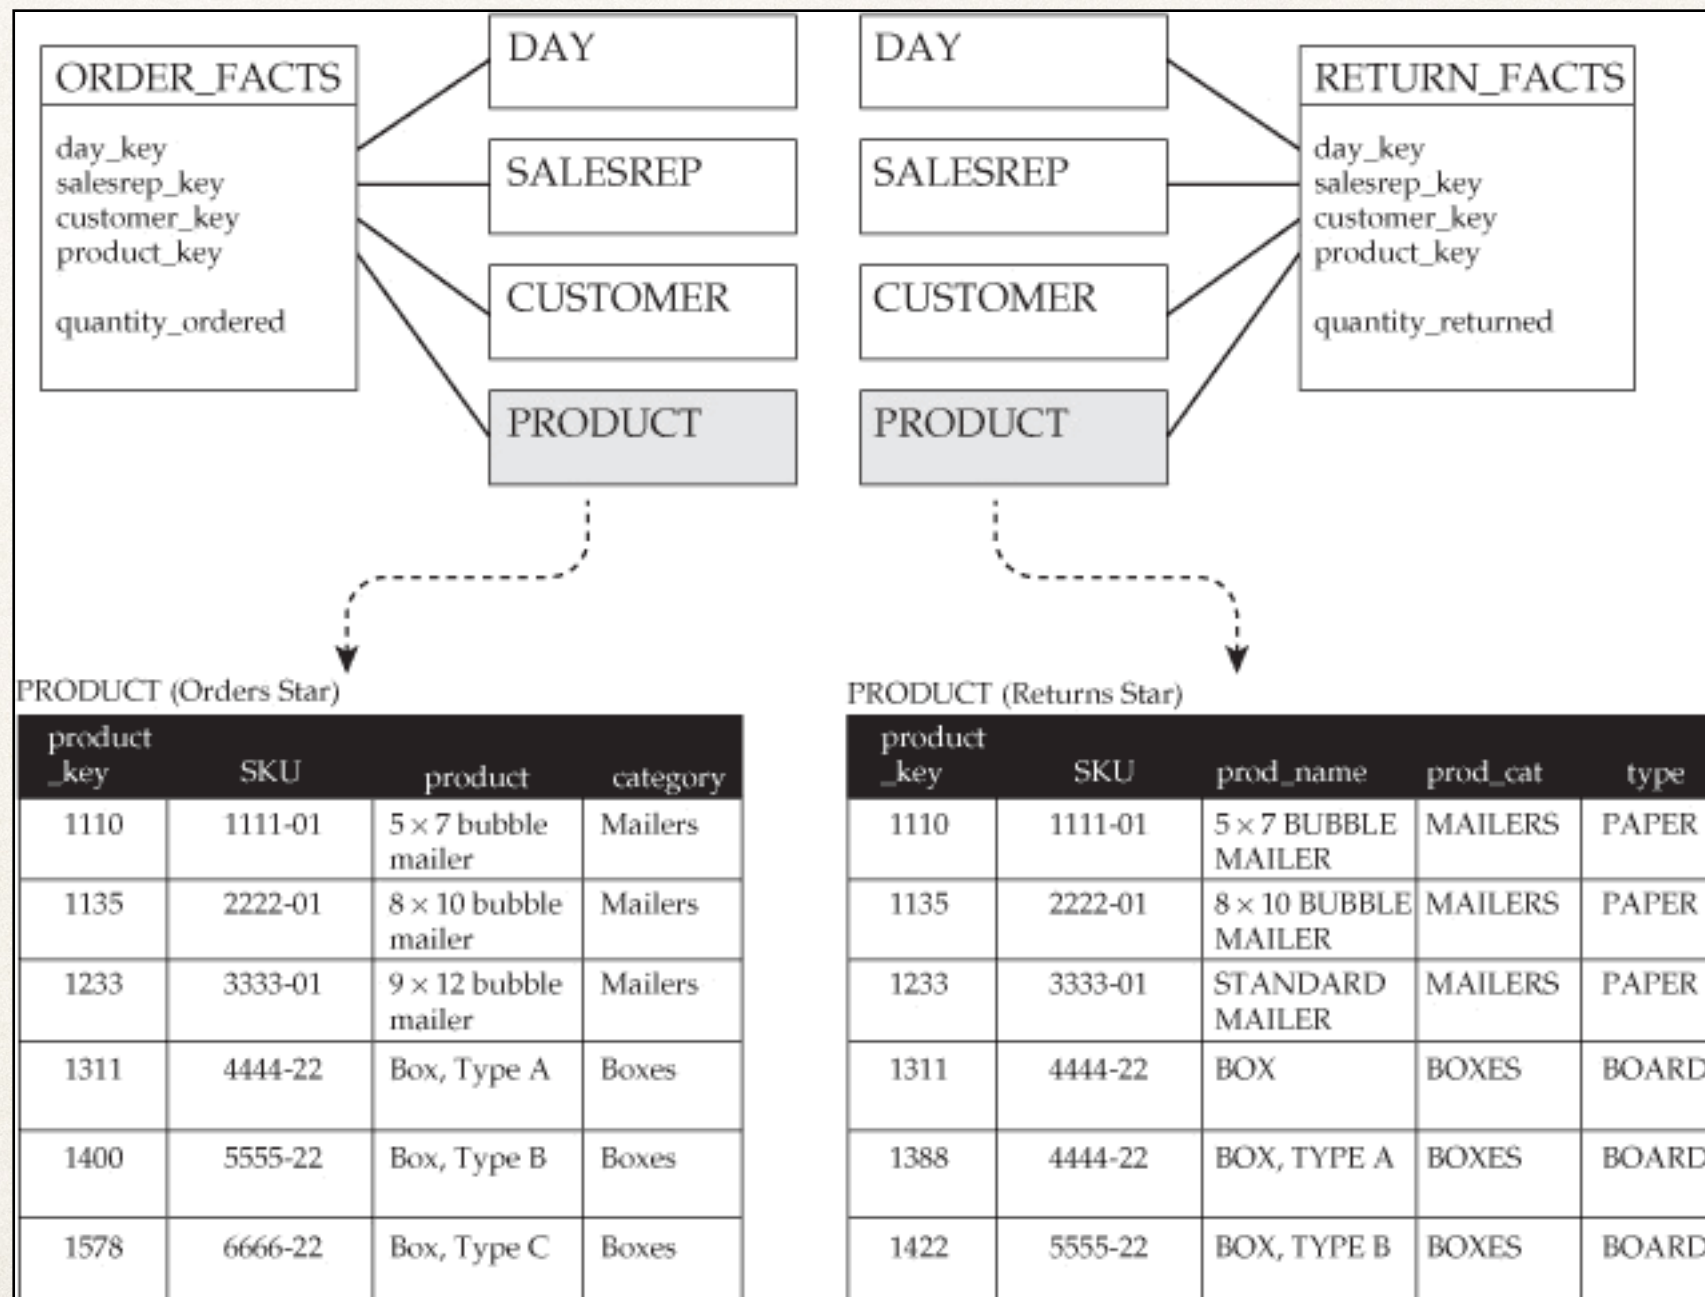 ORDER_FACTS
day_key
salesrep_key
customer_key
product_key
quantity_ordered
DAY
SALESREP
CUSTOMER
PRODUCT
DAY
SALESREP
CUSTOMER
PRODUCT
RETURN_FACTS
day_key
salesrep_key
customer_key
product_key
quantity_returned
PRODUCT (Orders Star)
product
_key SKU product category
1110 1111-01 5 × 7 bubble Mailers
mailer
1135 2222-01 8 × 10 bubble Mailers
mailer
1233 3333-01 9 × 12 bubble Mailers
mailer
1311 4444-22 Box, Type A Boxes
1400 5555-22 Box, Type B Boxes
1578 6666-22 Box, Type C Boxes
PRODUCT (Returns Star)
product
_key SKU prod_name prod_cat type
1110 1111-01 5 × 7 BUBBLE MAILERS PAPER
MAILER
1135 2222-01 8 × 10 BUBBLE MAILERS PAPER
MAILER
1233 3333-01 STANDARD MAILERS PAPER
MAILER
1311 4444-22 BOX BOXES BOARD
1388 4444-22 BOX, TYPE A BOXES BOARD
1422 5555-22 BOX, TYPE B BOXES BOARD